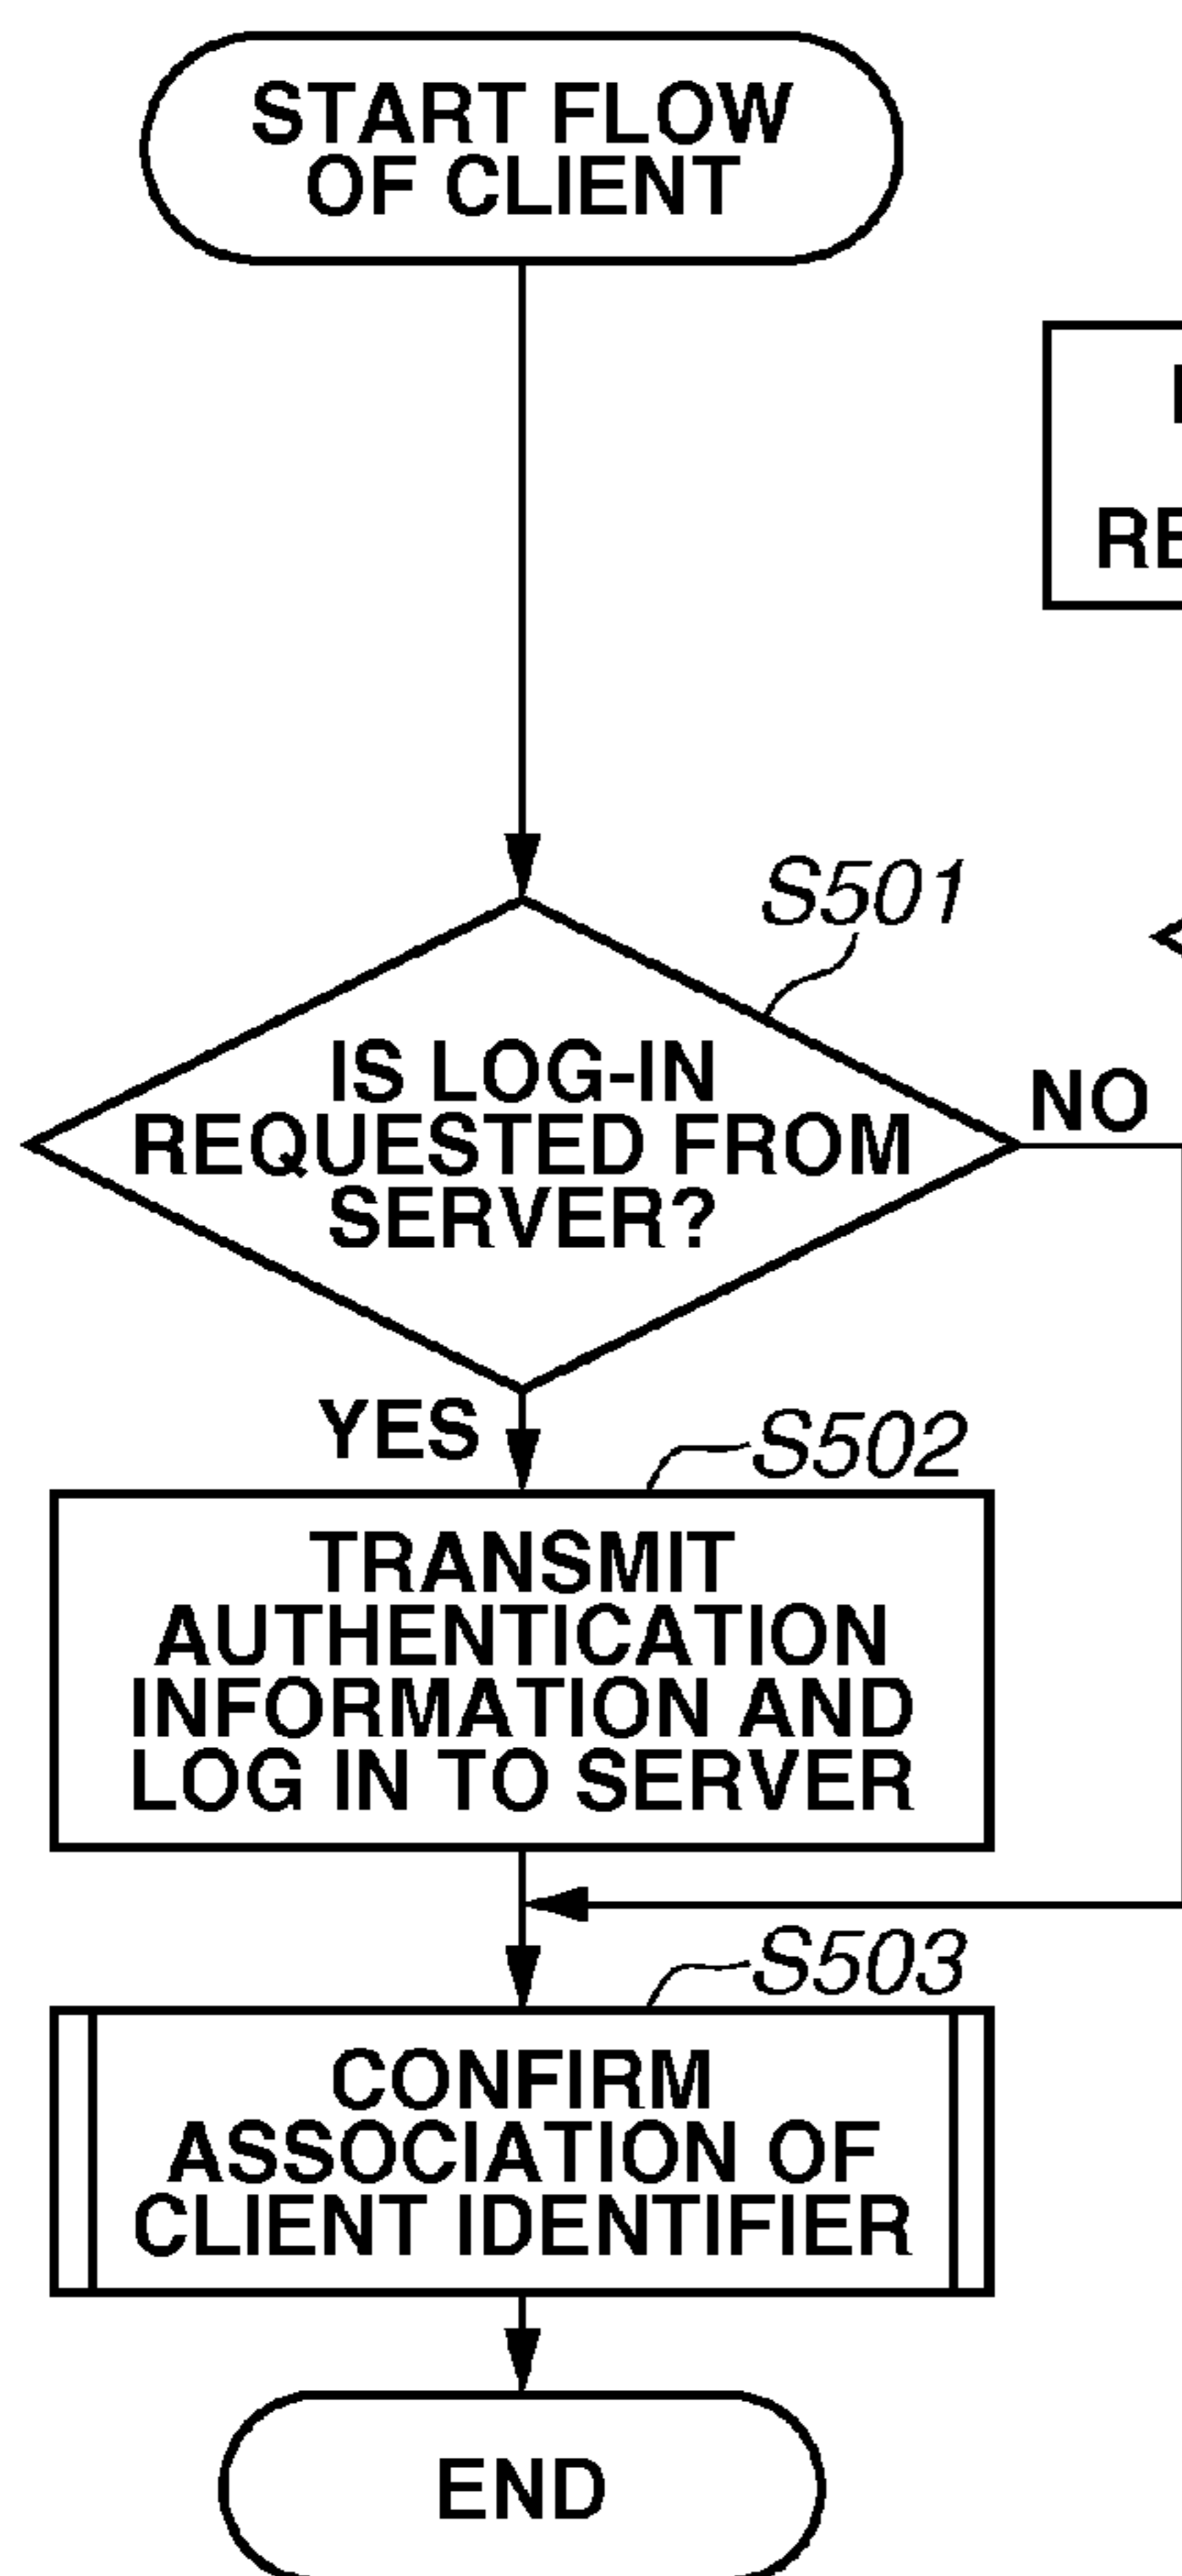 START FLOW
OF CLIENT
S501
IS LOG-IN
REQUESTED FROM
SERVER?
NO
YES
S502
TRANSMIT
AUTHENTICATION
INFORMATION AND
LOG IN TO SERVER
S503
CONFIRM
ASSOCIATION OF
CLIENT IDENTIFIER
END